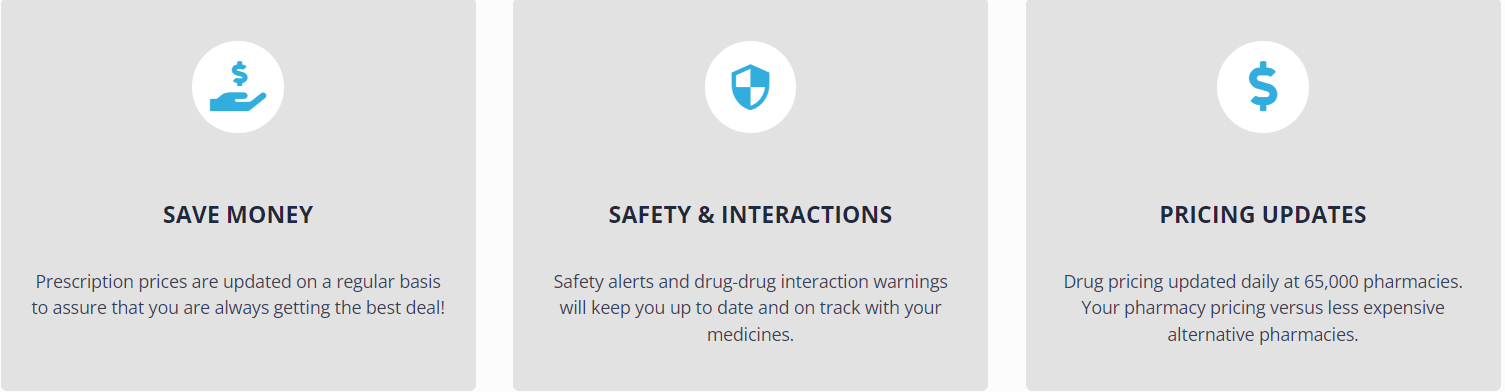 SAVE MONEY
Prescription prices are updated on a regular basis
to assure that you are always getting the best deal!
SAFETY & INTERACTIONS
Safety alerts and drug-drug interaction warnings
will keep you up to date and on track with your
medicines.
PRICING UPDATES
Drug pricing updated daily at 65,000 pharmacies.
Your pharmacy pricing versus less expensive
alternative pharmacies.